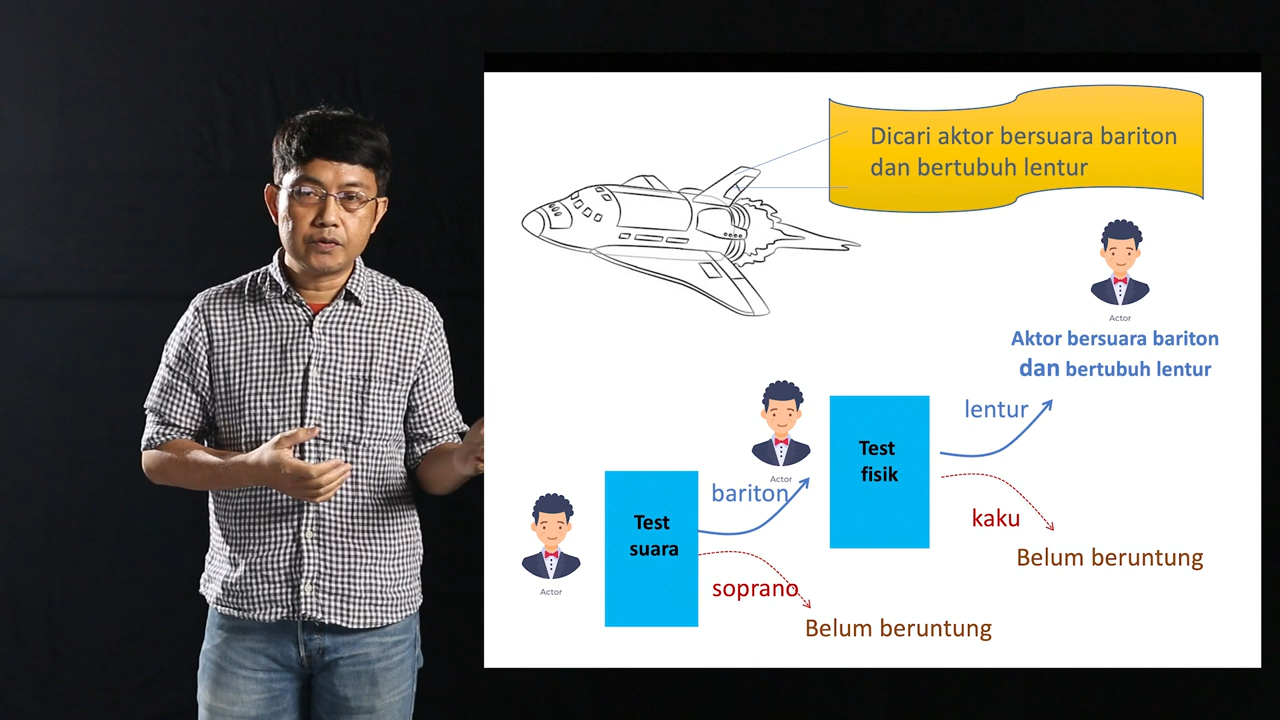 Dicari aktor bersuara bariton
dan bertubuh lentur
Actor
Aktor bersuara bariton
dan bertubuh lentur
lentur
Test
fisik
Actor
bariton
kaku
Belum beruntung
Actor
Test
suara
soprano
Belum beruntung